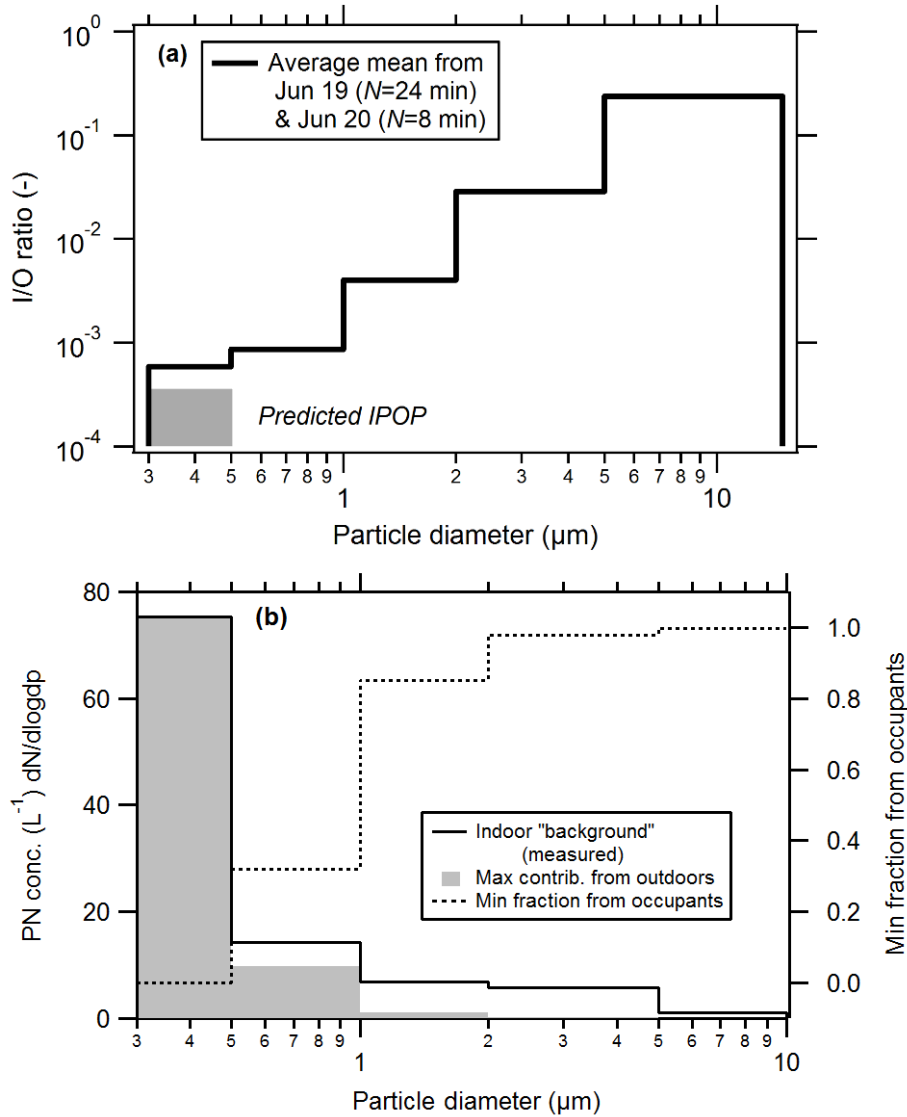 10^0
(a)
Average mean from
Jun 19 (N=24 min)
& Jun 20 (N=8 min)
10^-1
I/O ratio (-)
10^-2
10^-3
Predicted IPOP
10^-4
3 4 5 6 7 8 9 2 3 4 5 6 7 8 9
1 10
Particle diameter (µm)
80
(b)
1.0
60
0.8
PN conc. (L^-1) dN/dlogdp
Min fraction from occupants
0.6
40
Indoor "background"
(measured)
0.4
Max contrib. from outdoors
Min fraction from occupants
20
0.2
0.0
0
3 4 5 6 7 8 9 2 3 4 5 6 7 8 9
1 10
Particle diameter (µm)